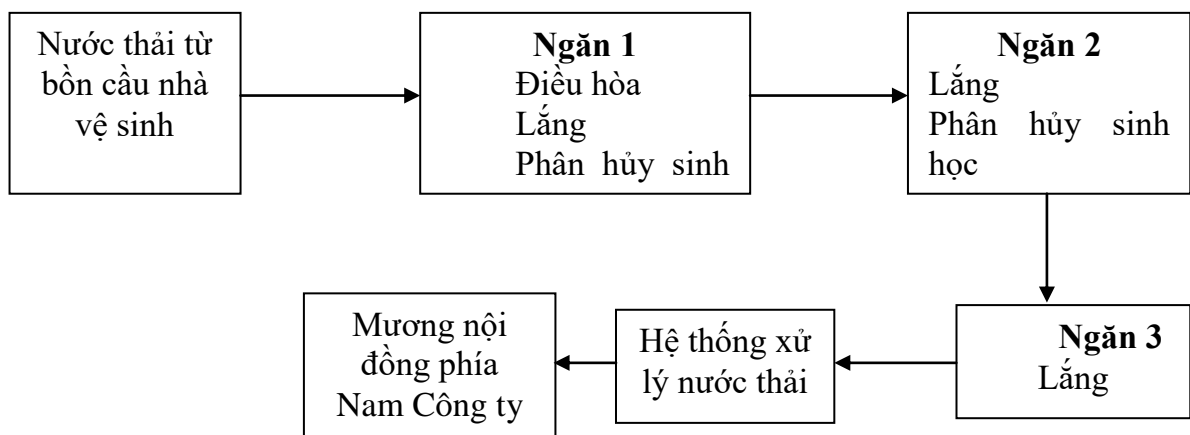 Nước thải từ
bồn cầu nhà
vệ sinh
Ngăn 1
Điều hòa
Lắng
Phân hủy sinh
Ngăn 2
Lắng
Phân hủy sinh
học
Ngăn 3
Lắng
Hệ thống xử
lý nước thải
Mương nội
đồng phía
Nam Công ty